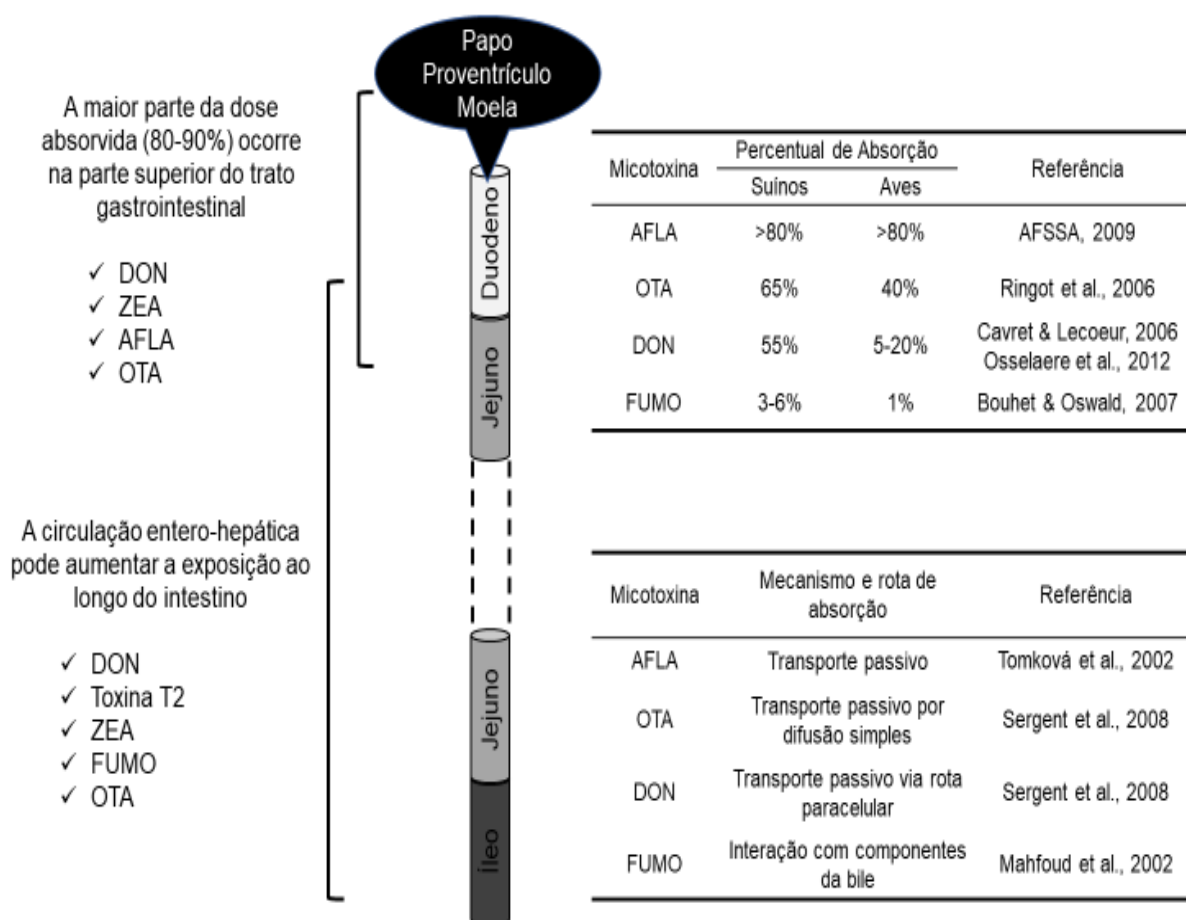 Papo
Proventrículo
Moela
A maior parte da dose
absorvida (80-90%) ocorre
na parte superior do trato
gastrointestinal
✓ DON
✓ ZEA
✓ AFLA
✓ OTA
A circulação entero-hepática
pode aumentar a exposição ao
longo do intestino
✓ DON
✓ Toxina T2
✓ ZEA
✓ FUMO
✓ OTA
Duodeno
Jejuno
Jejuno
Íleo
Micotoxina Percentual de Absorção Referência
Suínos Aves
AFLA >80% >80% AFSSA, 2009
OTA 65% 40% Ringot et al., 2006
DON 55% 5-20% Cavret & Lecoeur, 2006
Osselaere et al., 2012
FUMO 3-6% 1% Bouhet & Oswald, 2007
Micotoxina Mecanismo e rota de Referência
absorção
AFLA Transporte passivo Tomková et al., 2002
OTA Transporte passivo por Sergent et al., 2008
difusão simples
DON Transporte passivo via rota Sergent et al., 2008
paracelular
FUMO Interação com componentes Mahfoud et al., 2002
da bile